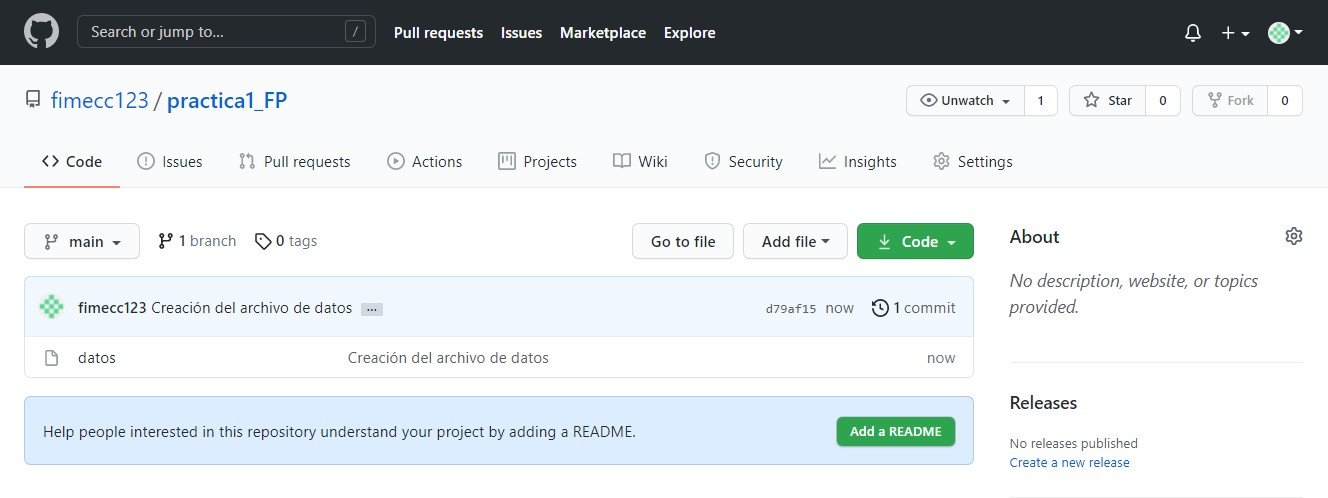 Search or jump to... /
Pull requests Issues Marketplace Explore
fimecc123 / practica1_FP
Unwatch 1 Star 0 Fork 0
Code Issues Pull requests Actions Projects Wiki Security Insights Settings
main 1 branch 0 tags Go to file Add file Code
fimecc123 Creación del archivo de datos ... d79af15 now 1 commit
datos Creación del archivo de datos now
Help people interested in this repository understand your project by adding a README. Add a README
About
No description, website, or topics
provided.
Releases
No releases published
Create a new release